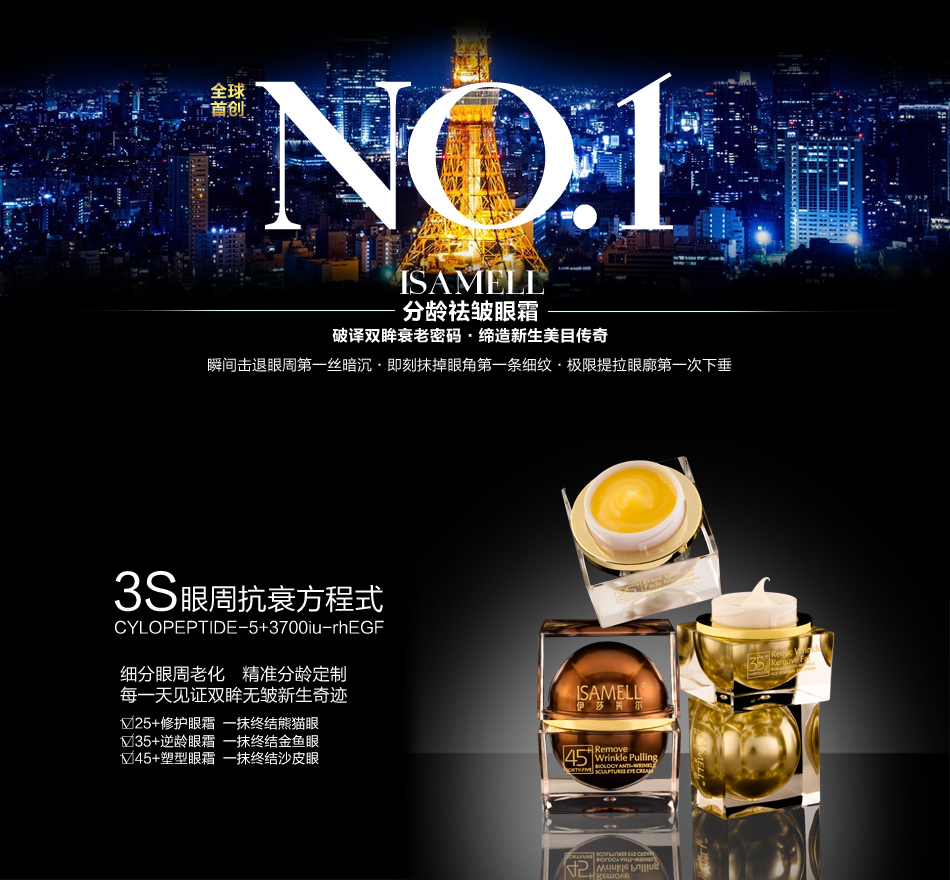 全球
首创
NO.1
ISAMELL
分龄祛皱眼霜
破译双眸衰老密码·缔造新生美目传奇
瞬间击退眼周第一丝暗沉·即刻抹掉眼角第一条细纹·极限提拉眼廓第一次下垂
3S眼周抗衰方程式
CYLOPEPTIDE-5+3700iu-rhEGF
细分眼周老化 精准分龄定制
每一天见证双眸无皱新生奇迹
☑25+修护眼霜 一抹终结熊猫眼
☑35+逆龄眼霜 一抹终结金鱼眼
☑45+塑型眼霜 一抹终结沙皮眼
35+
ISAMELL
伊莎美尔
45+
FORTY-FIVE
Remove
Wrinkle Pulling
BIOLOGY ANTI-WRINKLE
SCULPTURES EYE CREAM